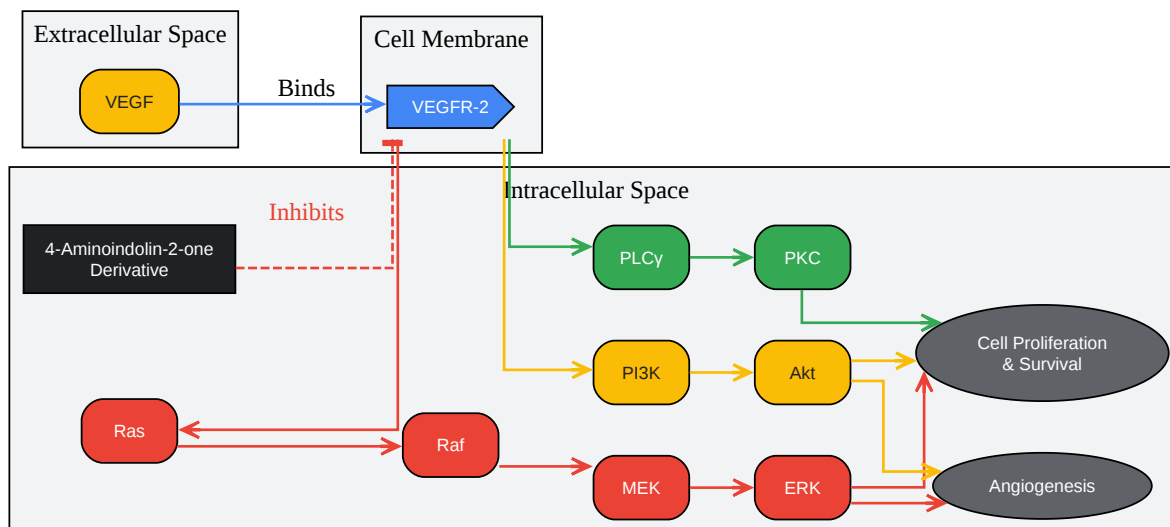 Extracellular Space
Cell Membrane
VEGF
Binds
VEGFR-2
Intracellular Space
Inhibits
4-Aminoindolin-2-one
Derivative
PLCγ
PKC
Cell Proliferation
& Survival
PI3K
Akt
Ras
Raf
MEK
ERK
Angiogenesis